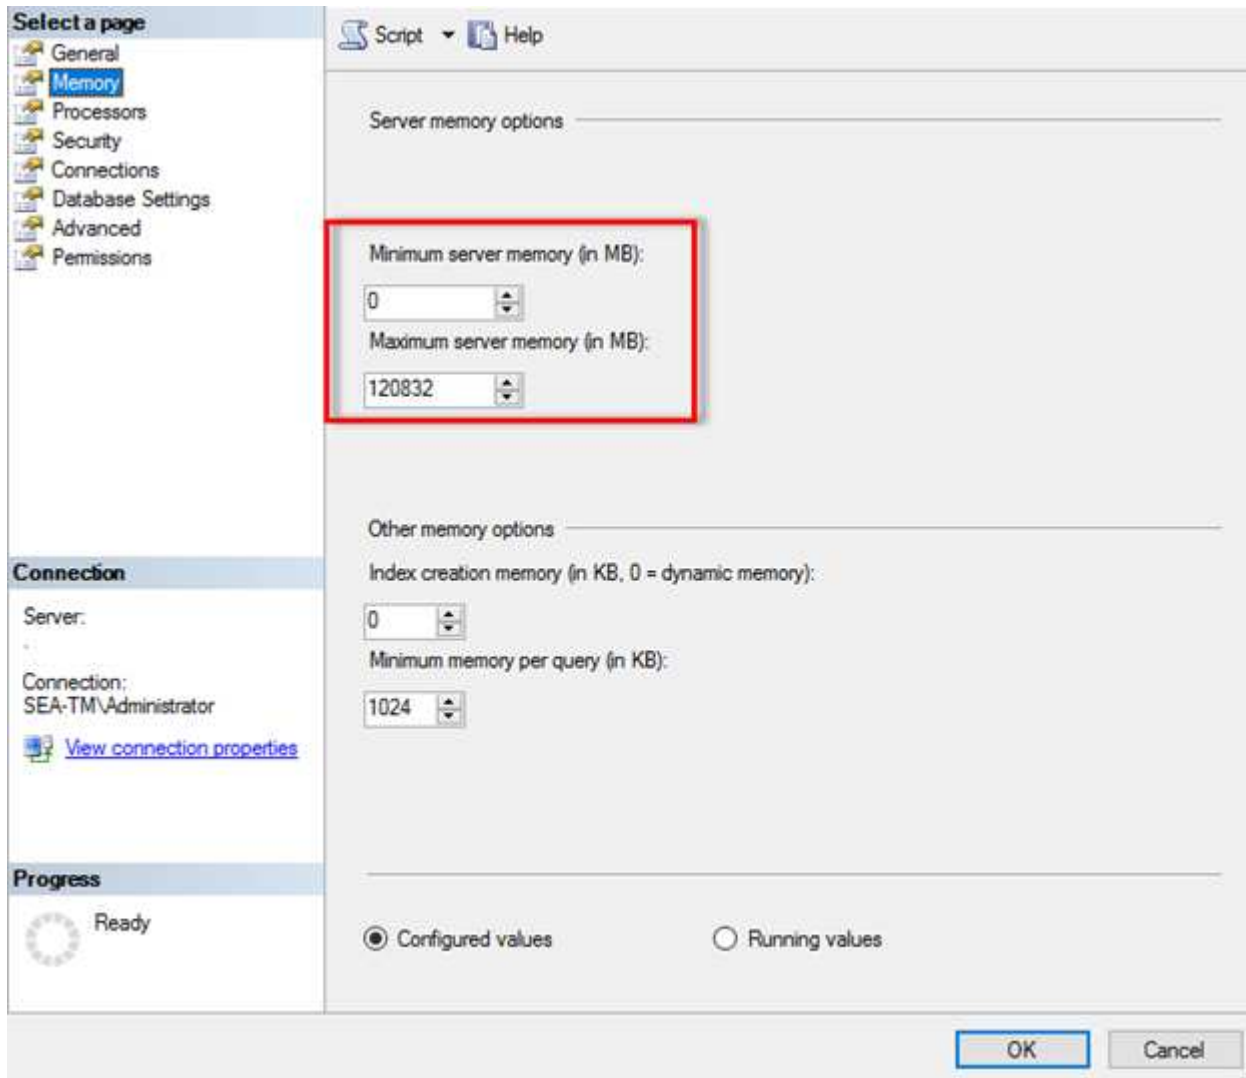 Select a page
General
Memory
Processors
Security
Connections
Database Settings
Advanced
Permissions
Connection
Server:
.
Connection:
SEA-TM\Administrator
View connection properties
Progress
Ready
Script Help
Server memory options
Minimum server memory (in MB):
0
Maximum server memory (in MB):
120832
Other memory options
Index creation memory (in KB, 0 = dynamic memory):
0
Minimum memory per query (in KB):
1024
Configured values Running values
OK Cancel